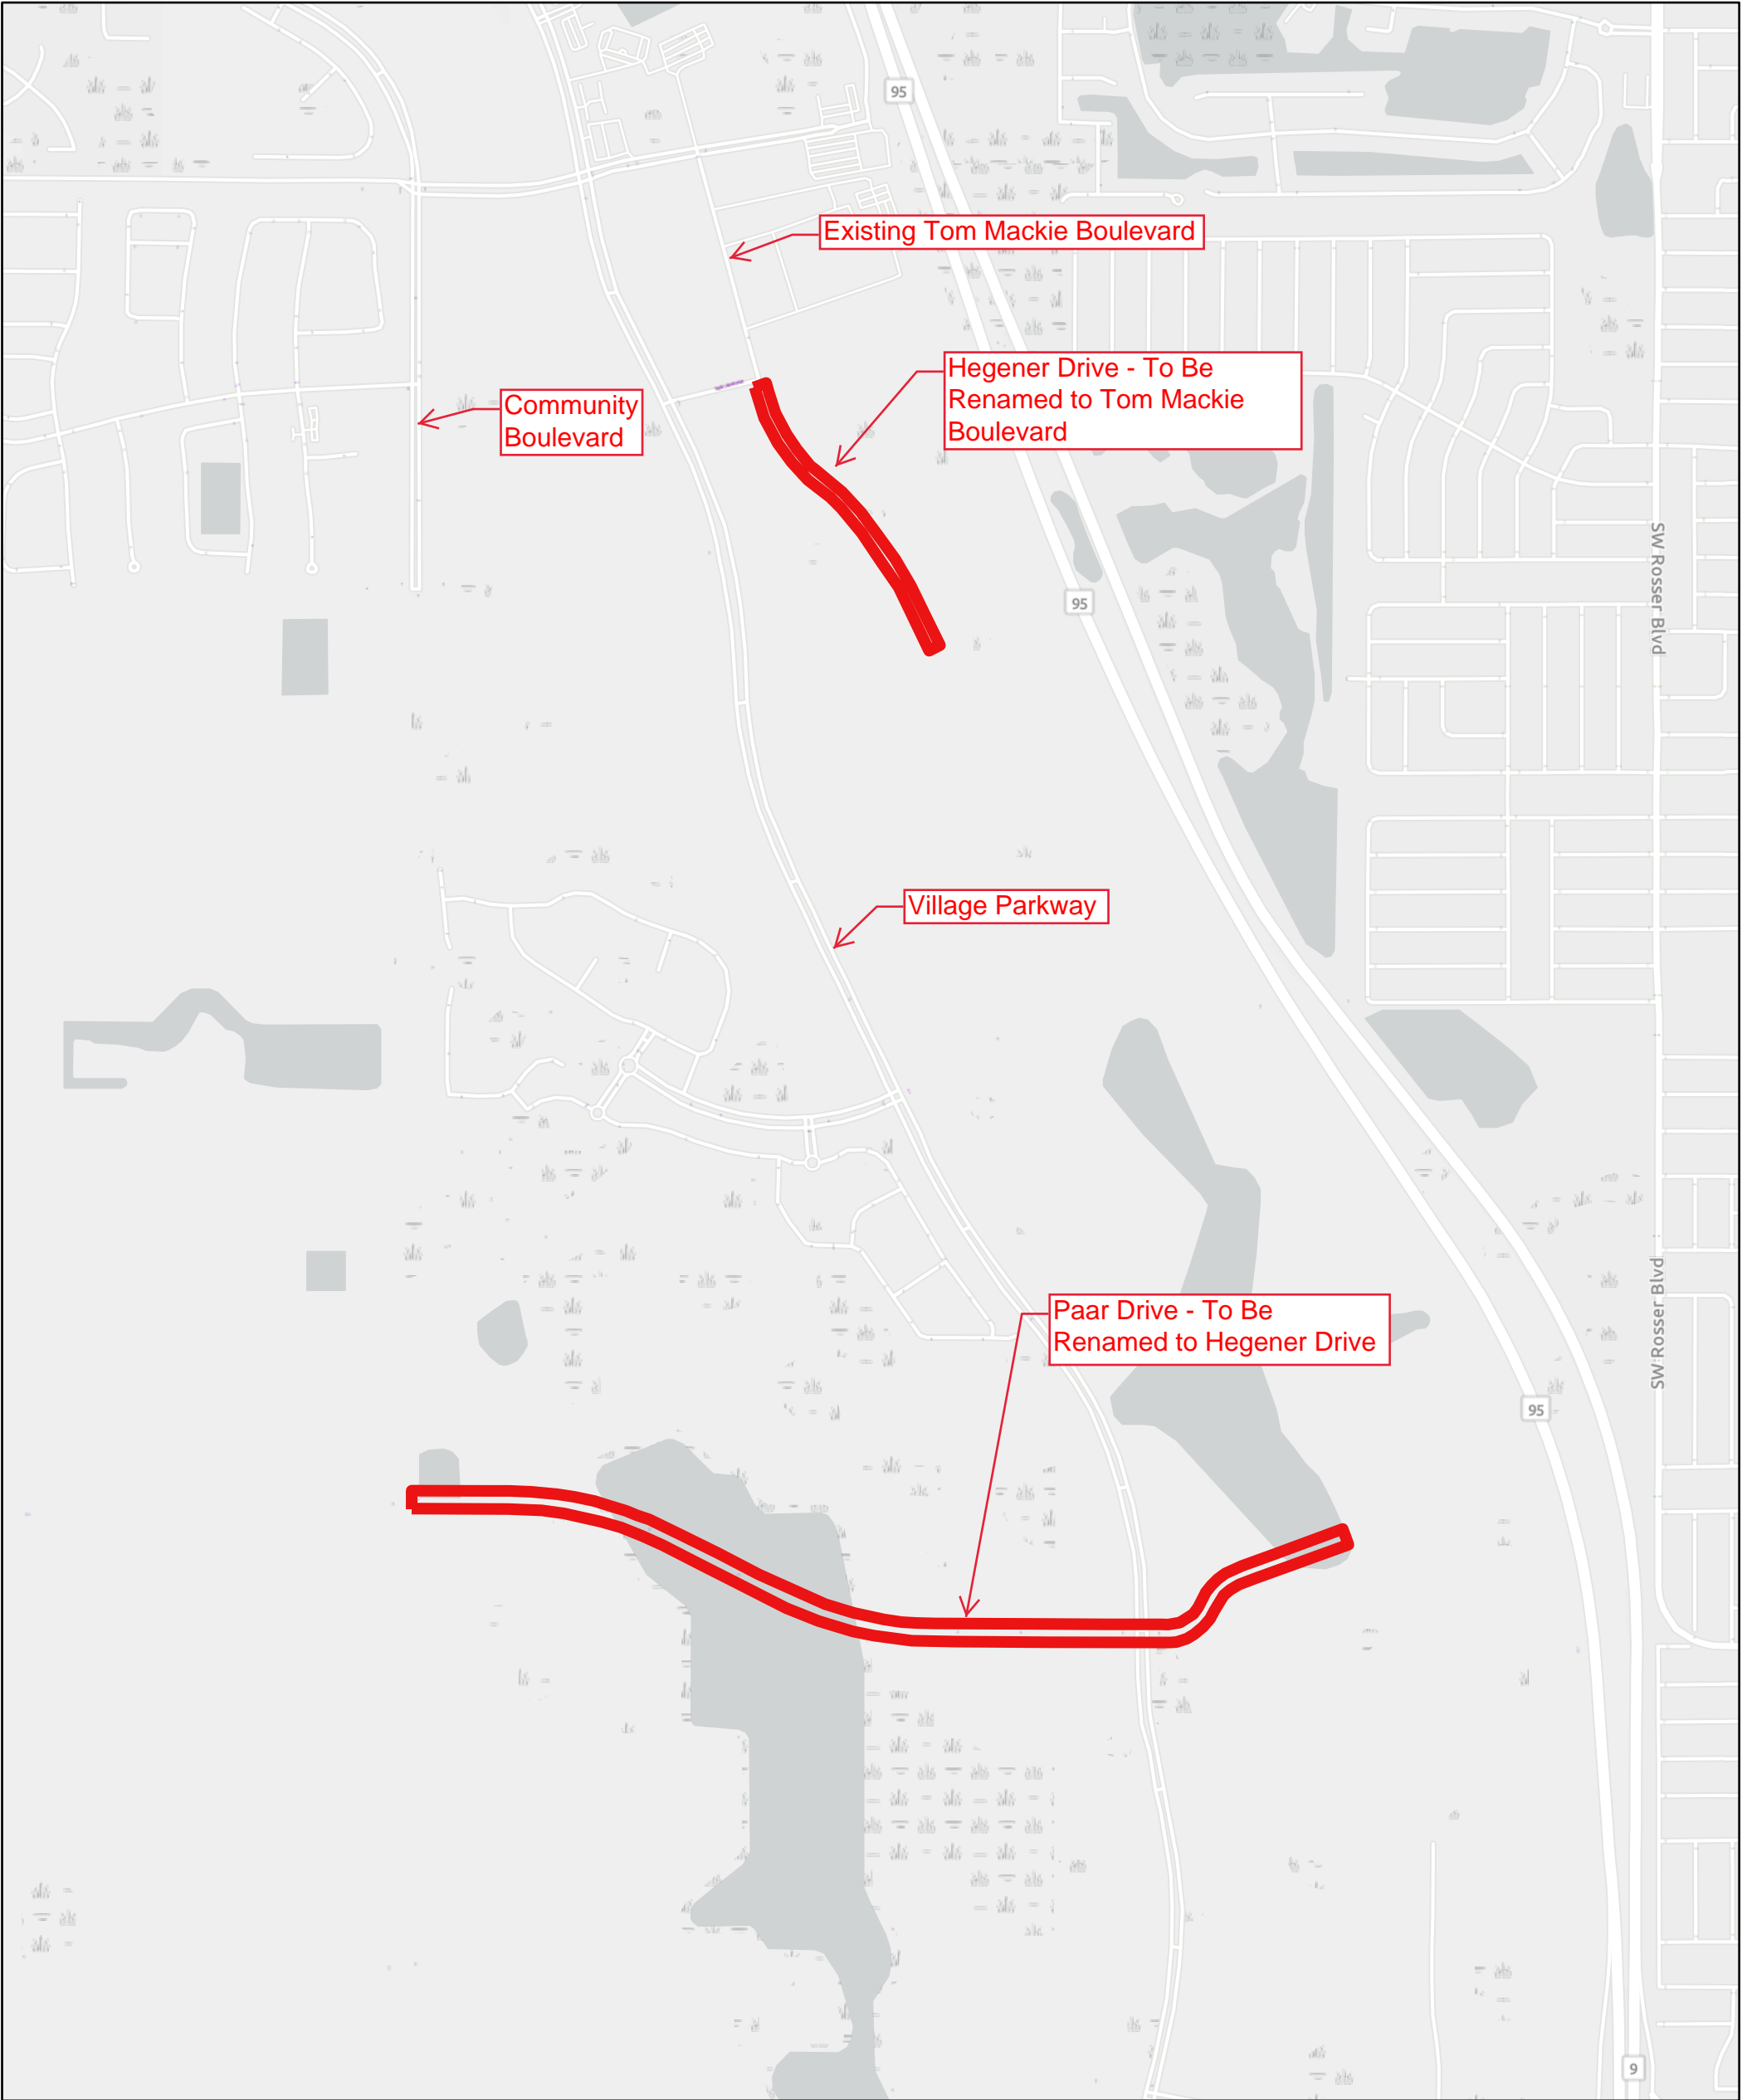 95
Existing Tom Mackie Boulevard
Hegener Drive - To Be
Renamed to Tom Mackie
Boulevard
Community
Boulevard
SW Rosser Blvd
95
Village Parkway
SW Rosser Blvd
Paar Drive - To Be
Renamed to Hegener Drive
95
9